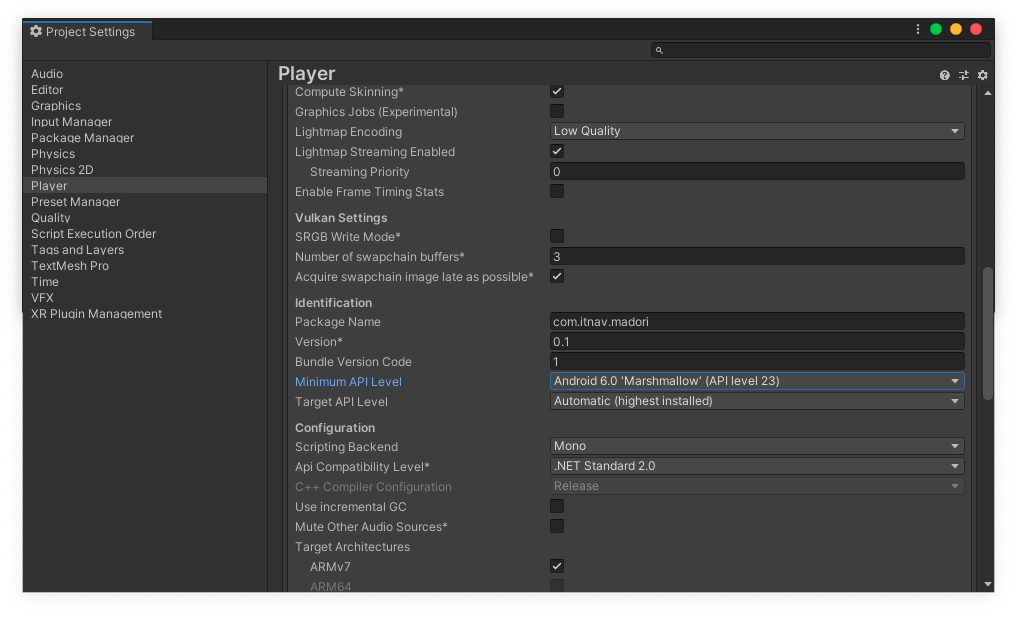 Project Settings
Audio
Editor
Graphics
Input Manager
Package Manager
Physics
Physics 2D
Player
Preset Manager
Quality
Script Execution Order
Tags and Layers
TextMesh Pro
Time
VFX
XR Plugin Management
Player
Compute Skinning*
Graphics Jobs (Experimental)
Lightmap Encoding Low Quality
Lightmap Streaming Enabled
Streaming Priority 0
Enable Frame Timing Stats
Vulkan Settings
SRGB Write Mode*
Number of swapchain buffers* 3
Acquire swapchain image late as possible*
Identification
Package Name com.itnav.madori
Version* 0.1
Bundle Version Code 1
Minimum API Level Android 6.0 'Marshmallow' (API level 23)
Target API Level Automatic (highest installed)
Configuration
Scripting Backend Mono
Api Compatibility Level* .NET Standard 2.0
C++ Compiler Configuration Release
Use incremental GC
Mute Other Audio Sources*
Target Architectures
ARMv7
ARM64